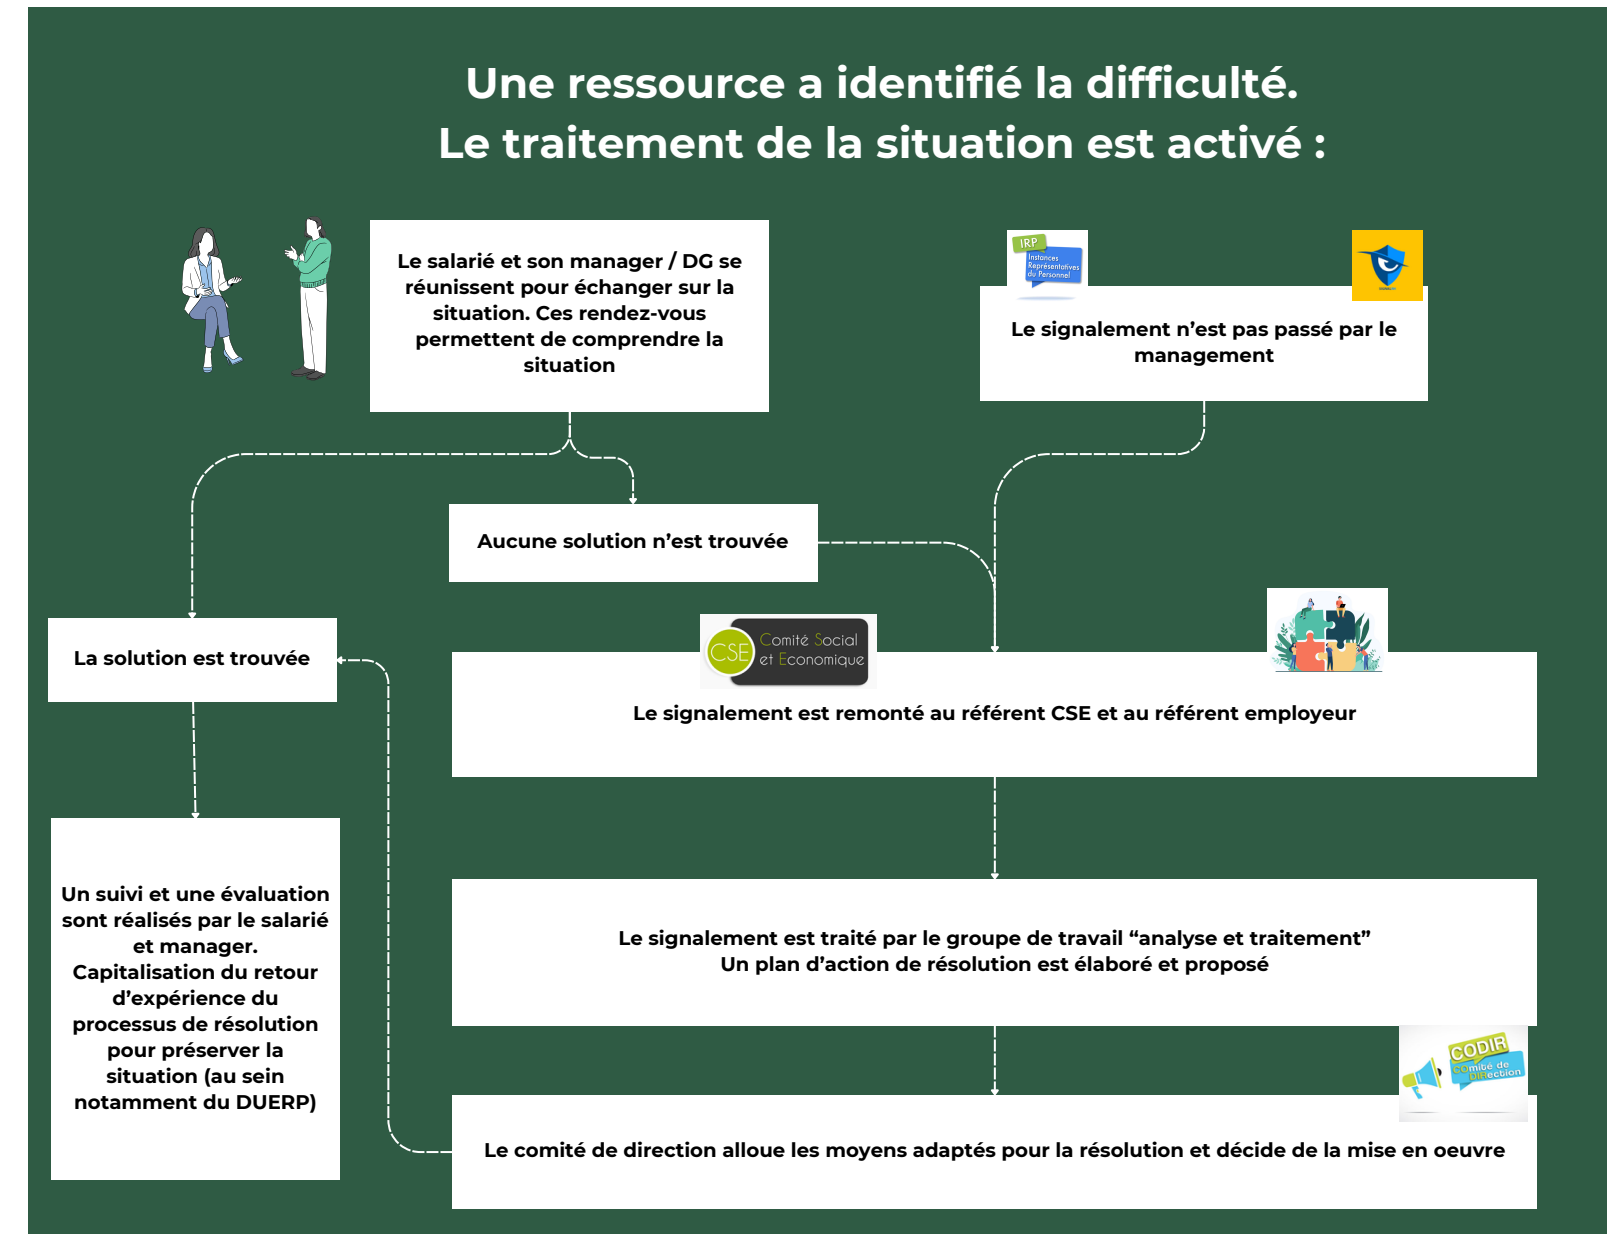 Une ressource a identifié la difficulté.
Le traitement de la situation est activé :
Le salarié et son manager / DG se
réunissent pour échanger sur la
situation. Ces rendez-vous
permettent de comprendre la
situation
IRP
Instances
Représentatives
du Personnel
Le signalement n’est pas passé par le
management
Aucune solution n’est trouvée
La solution est trouvée
CSE
Comité Social
et Economique
Le signalement est remonté au référent CSE et au référent employeur
Un suivi et une évaluation
sont réalisés par le salarié
et manager.
Capitalisation du retour
d’expérience du
processus de résolution
pour préserver la
situation (au sein
notamment du DUERP)
Le signalement est traité par le groupe de travail “analyse et traitement”
Un plan d’action de résolution est élaboré et proposé
CODIR
COmité de
DIRection
Le comité de direction alloue les moyens adaptés pour la résolution et décide de la mise en oeuvre